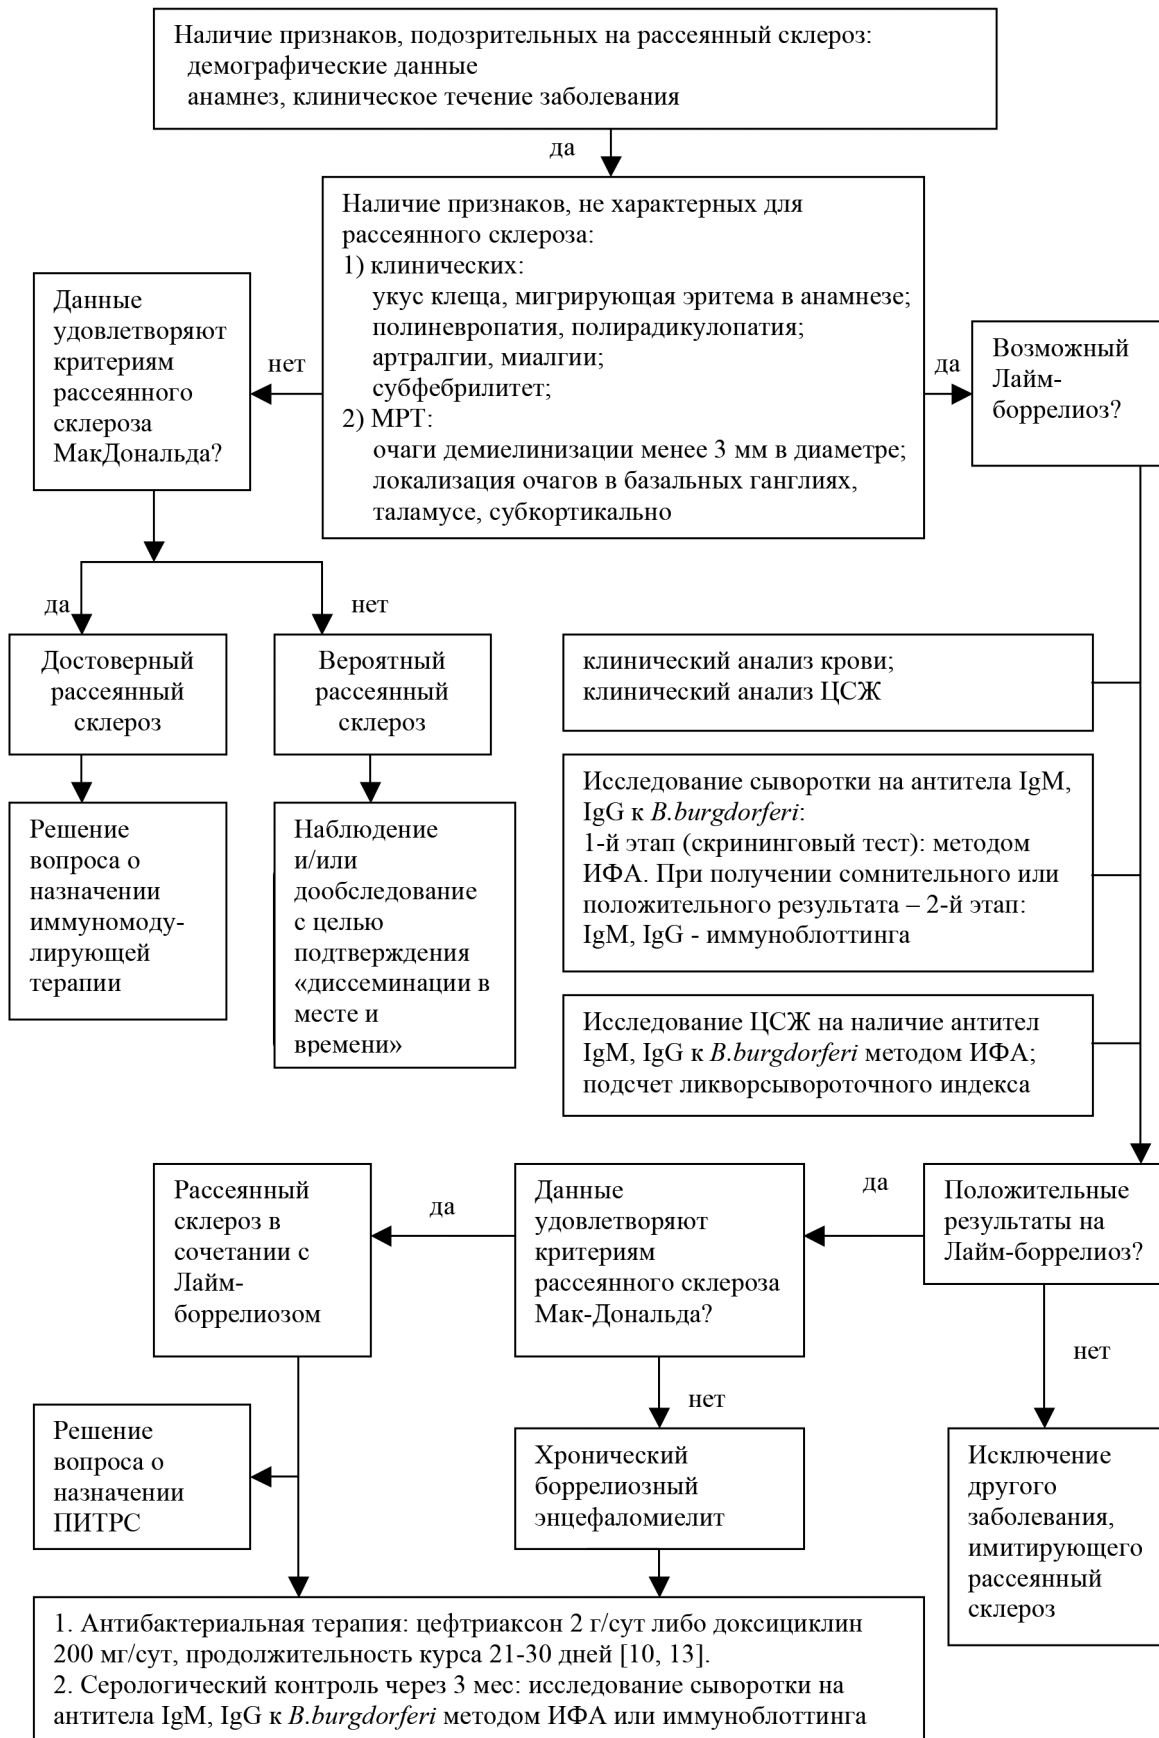 Наличие признаков, подозрительных на рассеянный склероз:
демографические данные
анамнез, клиническое течение заболевания
да
Наличие признаков, не характерных для
рассеянного склероза:
1) клинических:
укус клеща, мигрирующая эритема в анамнезе;
полиневропатия, полирадикулопатия;
артралгии, миалгии;
субфебрилитет;
2) МРТ:
очаги демиелинизации менее 3 мм в диаметре;
локализация очагов в базальных ганглиях,
таламусе, субкортикально
нет
Данные
удовлетворяют
критериям
рассеянного
склероза
МакДональда?
да
Возможный
Лайм-
боррелиоз?
да
Достоверный
рассеянный
склероз
нет
Вероятный
рассеянный
склероз
Решение
вопроса о
назначении
иммуномоду-
лирующей
терапии
Наблюдение
и/или
дообследование
с целью
подтверждения
«диссеминации в
месте и
времени»
клинический анализ крови;
клинический анализ ЦСЖ
Исследование сыворотки на антитела IgM,
IgG к B.burgdorferi:
1-й этап (скрининговый тест): методом
ИФА. При получении сомнительного или
положительного результата – 2-й этап:
IgM, IgG - иммуноблоттинга
Исследование ЦСЖ на наличие антител
IgM, IgG к B.burgdorferi методом ИФА;
подсчет ликворсывороточного индекса
Положительные
результаты на
Лайм-боррелиоз?
да
Данные
удовлетворяют
критериям
рассеянного склероза
Мак-Дональда?
да
Рассеянный
склероз в
сочетании с
Лайм-
боррелиозом
нет
Исключение
другого
заболевания,
имитирующего
рассеянный
склероз
нет
Хронический
боррелиозный
энцефаломиелит
Решение
вопроса о
назначении
ПИТРС
1. Антибактериальная терапия: цефтриаксон 2 г/сут либо доксициклин
200 мг/сут, продолжительность курса 21-30 дней [10, 13].
2. Серологический контроль через 3 мес: исследование сыворотки на
антитела IgM, IgG к B.burgdorferi методом ИФА или иммуноблоттинга